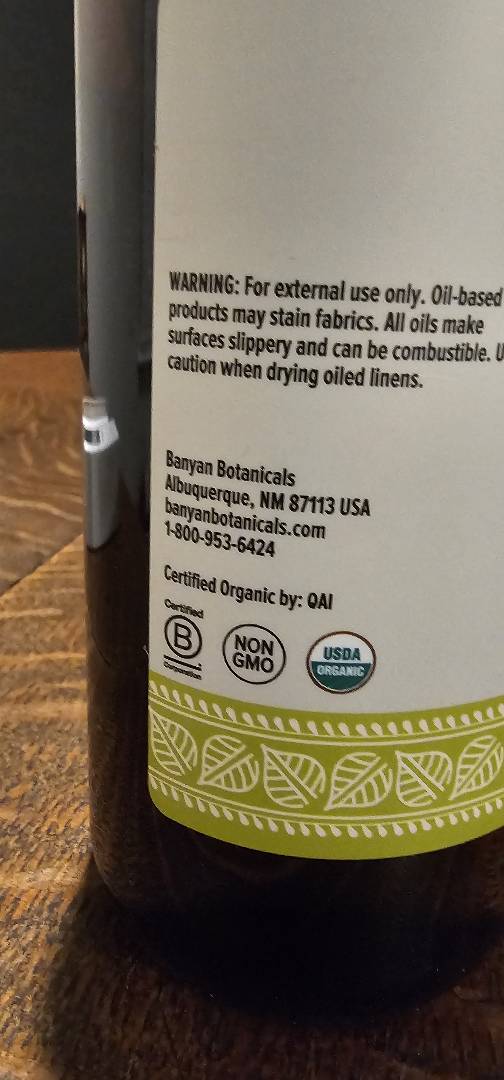 WARNING: For external use only. Oil-based
products may stain fabrics. All oils make
surfaces slippery and can be combustible.
caution when drying oiled linens.
Banyan Botanicals
Albuquerque, NM 87113 USA
banyanbotanicals.com
1-800-953-6424
Certified Organic by: QAI
Certified
B
Corporation
NON
GMO
USDA
ORGANIC